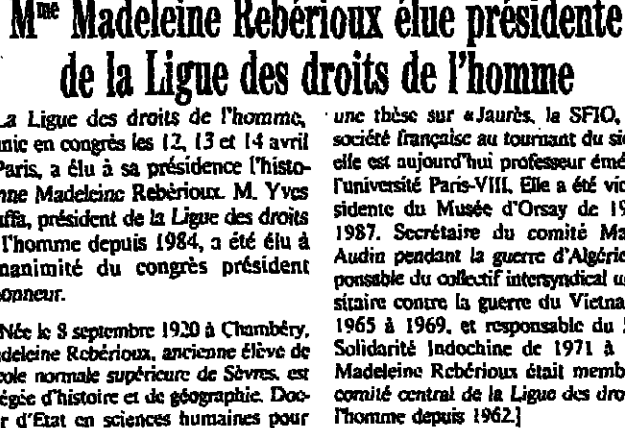 Mme Madeleine Rebérioux élue présidente
de la Ligue des droits de l'homme
La Ligue des droits de l'homme,
unie en congrès les 12, 13 et 14 avril
Paris, a élu à sa présidence l'histo-
nne Madeleine Rebérioux. M. Yves
uffa, président de la Ligue des droits
l'homme depuis 1984, a été élu à
nanimité du congrès président
onneur.
Née le 8 septembre 1920 à Chambéry,
deleine Rebérioux, ancienne élève de
ole normale supérieure de Sèvres, est
égée d'histoire et de géographie. Doc-
r d'Etat en sciences humaines pour
une thèse sur «Jaurès, la SFIO,
société française au tournant du siè
elle est aujourd'hui professeur émé
l'université Paris-VIII. Elle a été vic
sidente du Musée d'Orsay de 19
1987. Secrétaire du comité Ma
Audin pendant la guerre d'Algérie
ponsable du collectif intersyndical u
sitaire contre la guerre du Vietna
1965 à 1969, et responsable du
Solidarité Indochine de 1971 à
Madeleine Rebérioux était memb
comité central de la Ligue des dro
l'homme depuis 1962.]